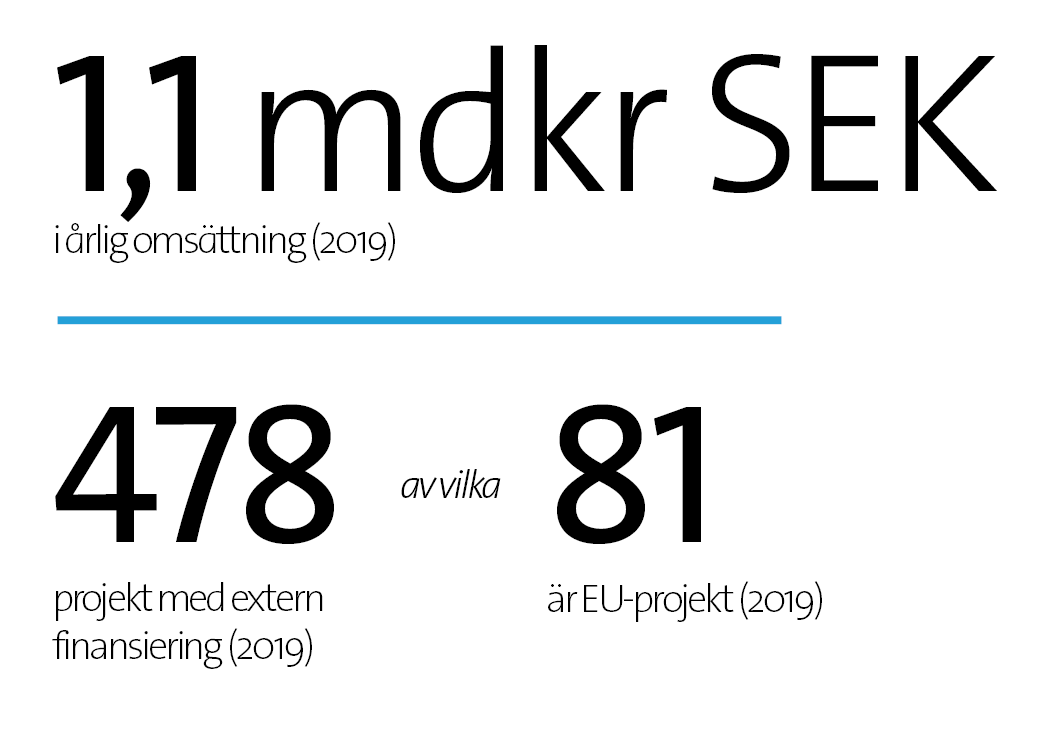 1,1 mdkr SEK
i årlig omsättning (2019)
478 av vilka 81
projekt med extern
finansiering (2019)
är EU-projekt (2019)